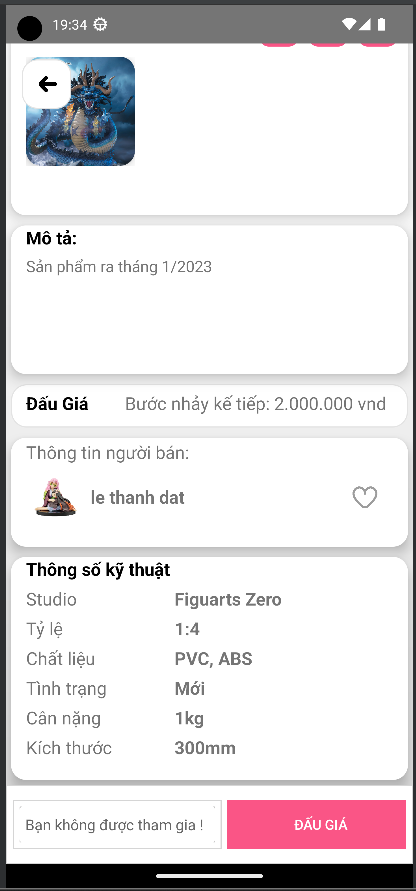 19:34
Mô tả:
Sản phẩm ra tháng 1/2023
Đấu Giá Bước nhảy kế tiếp: 2.000.000 vnd
Thông tin người bán:
le thanh dat
Thông số kỹ thuật
Studio Figuarts Zero
Tỷ lệ 1:4
Chất liệu PVC, ABS
Tình trạng Mới
Cân nặng 1kg
Kích thước 300mm
Bạn không được tham gia ! ĐẤU GIÁ